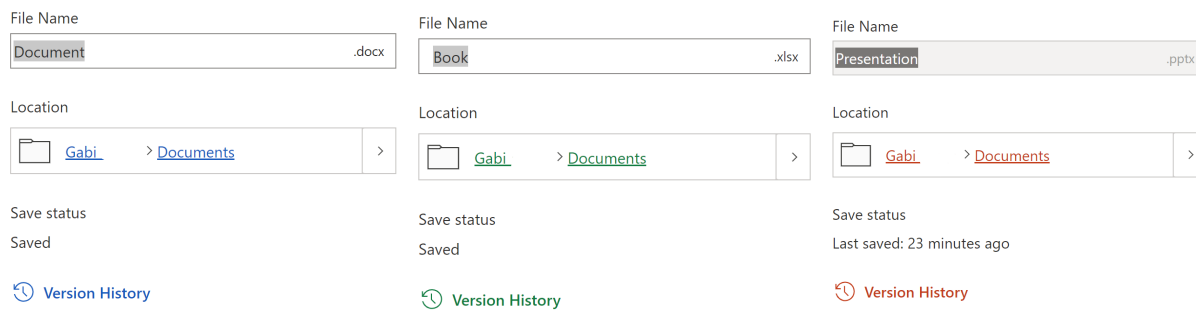 File Name
Document .docx
Location
Gabi > Documents >
Save status
Saved
Version History
File Name
Book .xlsx
Location
Gabi > Documents >
Save status
Saved
Version History
File Name
Presentation .pptx
Location
Gabi > Documents >
Save status
Last saved: 23 minutes ago
Version History